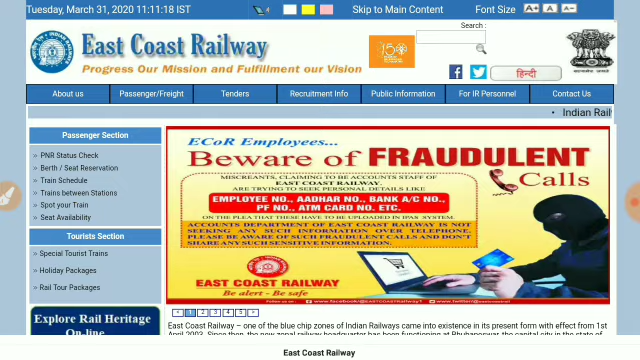 Tuesday, March 31, 2020 11:11:18 IST
Skip to Main Content
Font Size
A+ A A-
Search :
East Coast Railway
Progress Our Mission and Fulfillment our Vision
हिन्दी
About us
Passenger/Freight
Tenders
Recruitment Info
Public Information
For IR Personnel
Contact Us
• Indian Rail
Passenger Section
» PNR Status Check
» Berth / Seat Reservation
» Train Schedule
» Trains between Stations
» Spot your Train
» Seat Availability
Tourists Section
» Special Tourist Trains
» Holiday Packages
» Rail Tour Packages
Explore Rail Heritage
On-line
ECoR Employees...
Beware of FRAUDULENT
Calls
MISCREANTS, CLAIMING TO BE ACCOUNTS STAFF OF
EAST COAST RAILWAY,
ARE TRYING TO SEEK PERSONAL DETAILS LIKE
EMPLOYEE NO., AADHAR NO., BANK A/C NO.,
PF NO., ATM CARD NO. ETC.
ON THE PLEA THAT THESE HAVE TO BE UPLOADED IN IPAS SYSTEM.
ACCOUNTS DEPARTMENT OF EAST COAST RAILWAY IS NOT
SEEKING ANY SUCH INFORMATION OVER TELEPHONE.
PLEASE BE AWARE OF SUCH FRAUDULENT CALLS AND DON'T
SHARE ANY SUCH SENSITIVE INFORMATION.
EAST COAST RAILWAY
Be alert - Be safe
« 1 2 3 4 5 »
East Coast Railway – one of the blue chip zones of Indian Railways came into existence in its present form with effect from 1st
April 2003. Since then, the new zonal railway headquarter has been functioning at Bhubaneswar, the capital city in the state of
East Coast Railway